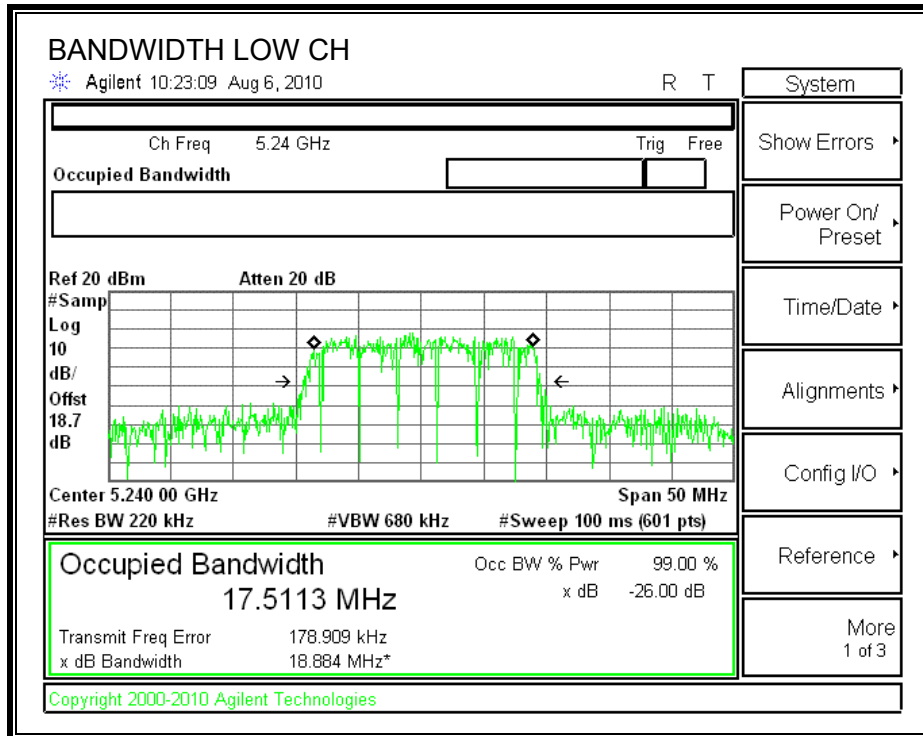 BANDWIDTH LOW CH
Agilent 10:23:09 Aug 6, 2010 R T
System
Ch Freq 5.24 GHz Trig Free
Occupied Bandwidth
Show Errors
Power On/
Preset
Time/Date
Alignments
Config I/O
Reference
More
1 of 3
Ref 20 dBm Atten 20 dB
#Samp
Log
10
dB/
Offst
18.7
dB
Center 5.240 00 GHz Span 50 MHz
#Res BW 220 kHz #VBW 680 kHz #Sweep 100 ms (601 pts)
Occupied Bandwidth Occ BW % Pwr 99.00 %
17.5113 MHz x dB -26.00 dB
Transmit Freq Error 178.909 kHz
x dB Bandwidth 18.884 MHz*
Copyright 2000-2010 Agilent Technologies